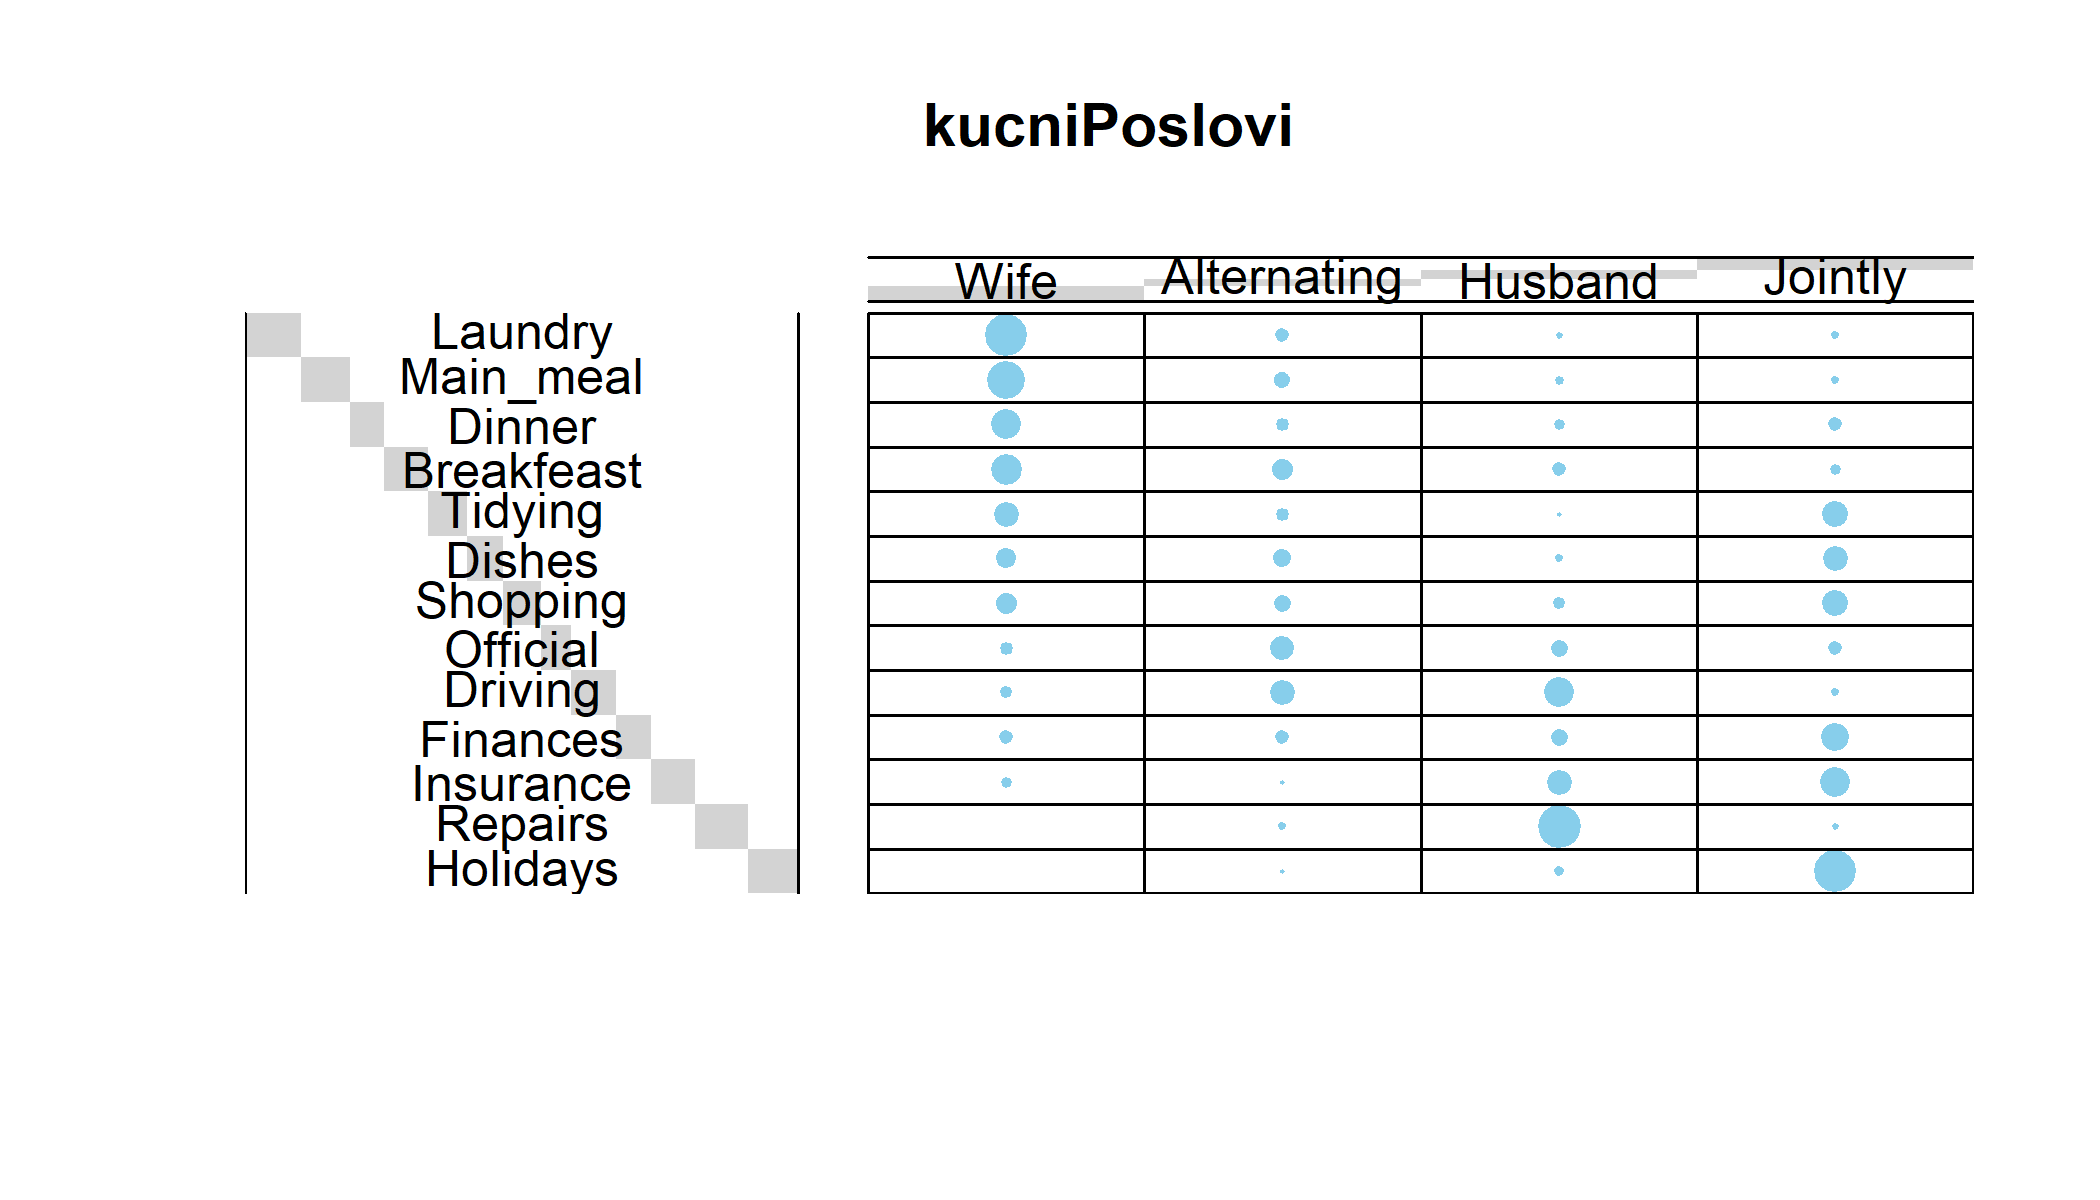 kucniPoslovi
Wife Alternating Husband Jointly
Laundry
Main_meal
Dinner
Breakfeast
Tidying
Dishes
Shopping
Official
Driving
Finances
Insurance
Repairs
Holidays